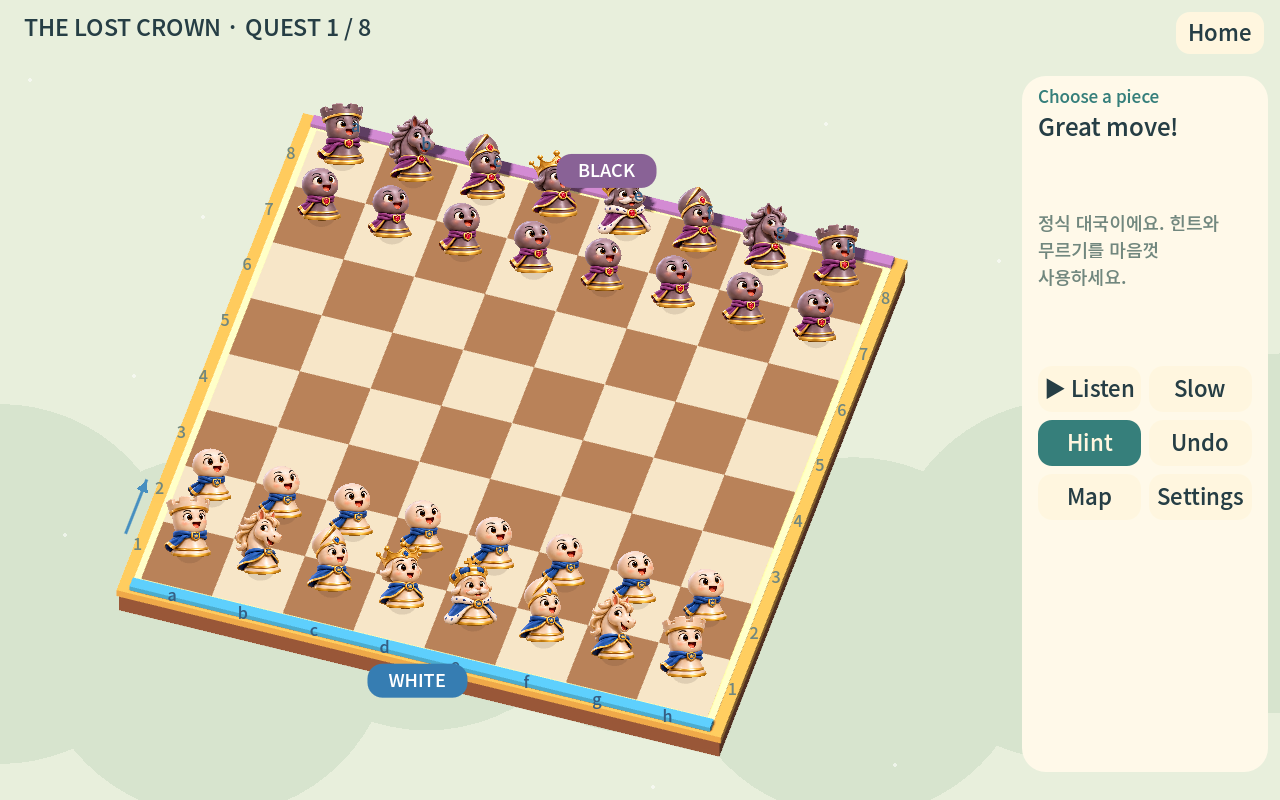 THE LOST CROWN · QUEST 1 / 8
Home
Choose a piece
Great move!
정식 대국이에요. 힌트와
무르기를 마음껏
사용하세요.
▶ Listen
Slow
Hint
Undo
Map
Settings
BLACK
8
7
6
5
4
3
2
1
8
7
6
5
4
3
2
1
a
b
c
d
f
g
h
WHITE